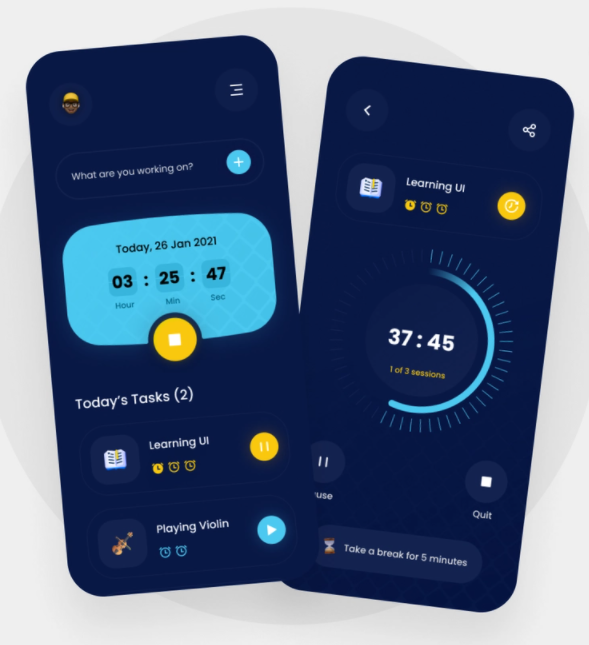 What are you working on?
Today, 26 Jan 2021
03 : 25 : 47
Hour Min Sec
Today's Tasks (2)
Learning UI
Playing Violin
Learning UI
37:45
1 of 3 sessions
use
Quit
Take a break for 5 minutes